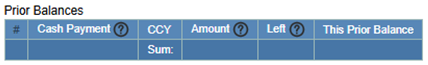 Prior Balances
# Cash Payment ? CCY Amount ? Left ? This Prior Balance
Sum: